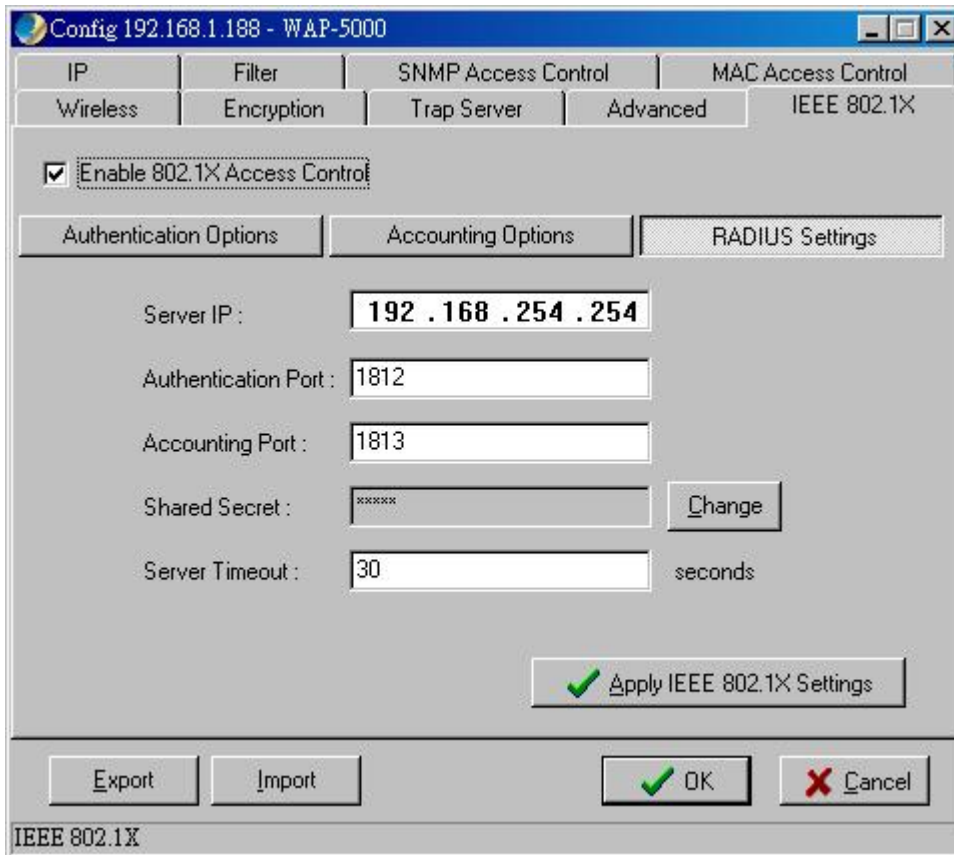 Config 192.168.1.188 - WAP-5000
IP Filter SNMP Access Control MAC Access Control
Wireless Encryption Trap Server Advanced IEEE 802.1X
Enable 802.1X Access Control
Authentication Options Accounting Options RADIUS Settings
Server IP : 192 . 168 . 254 . 254
Authentication Port : 1812
Accounting Port : 1813
Shared Secret : ***** Change
Server Timeout : 30 seconds
Apply IEEE 802.1X Settings
Export Import OK Cancel
IEEE 802.1X